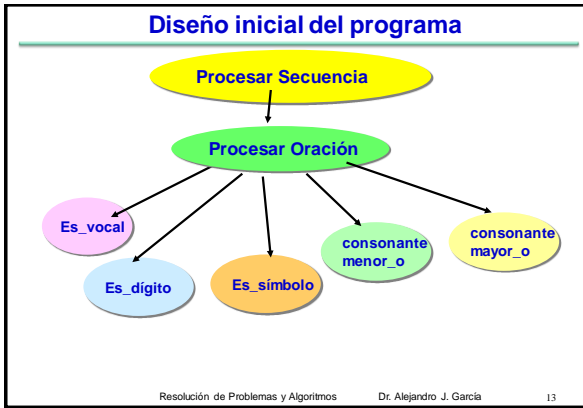 Diseño inicial del programa
Procesar Secuencia
Procesar Oración
Es_vocal
Es_dígito
Es_símbolo
consonante
menor_o
consonante
mayor_o
Resolución de Problemas y Algoritmos Dr. Alejandro J. García 13